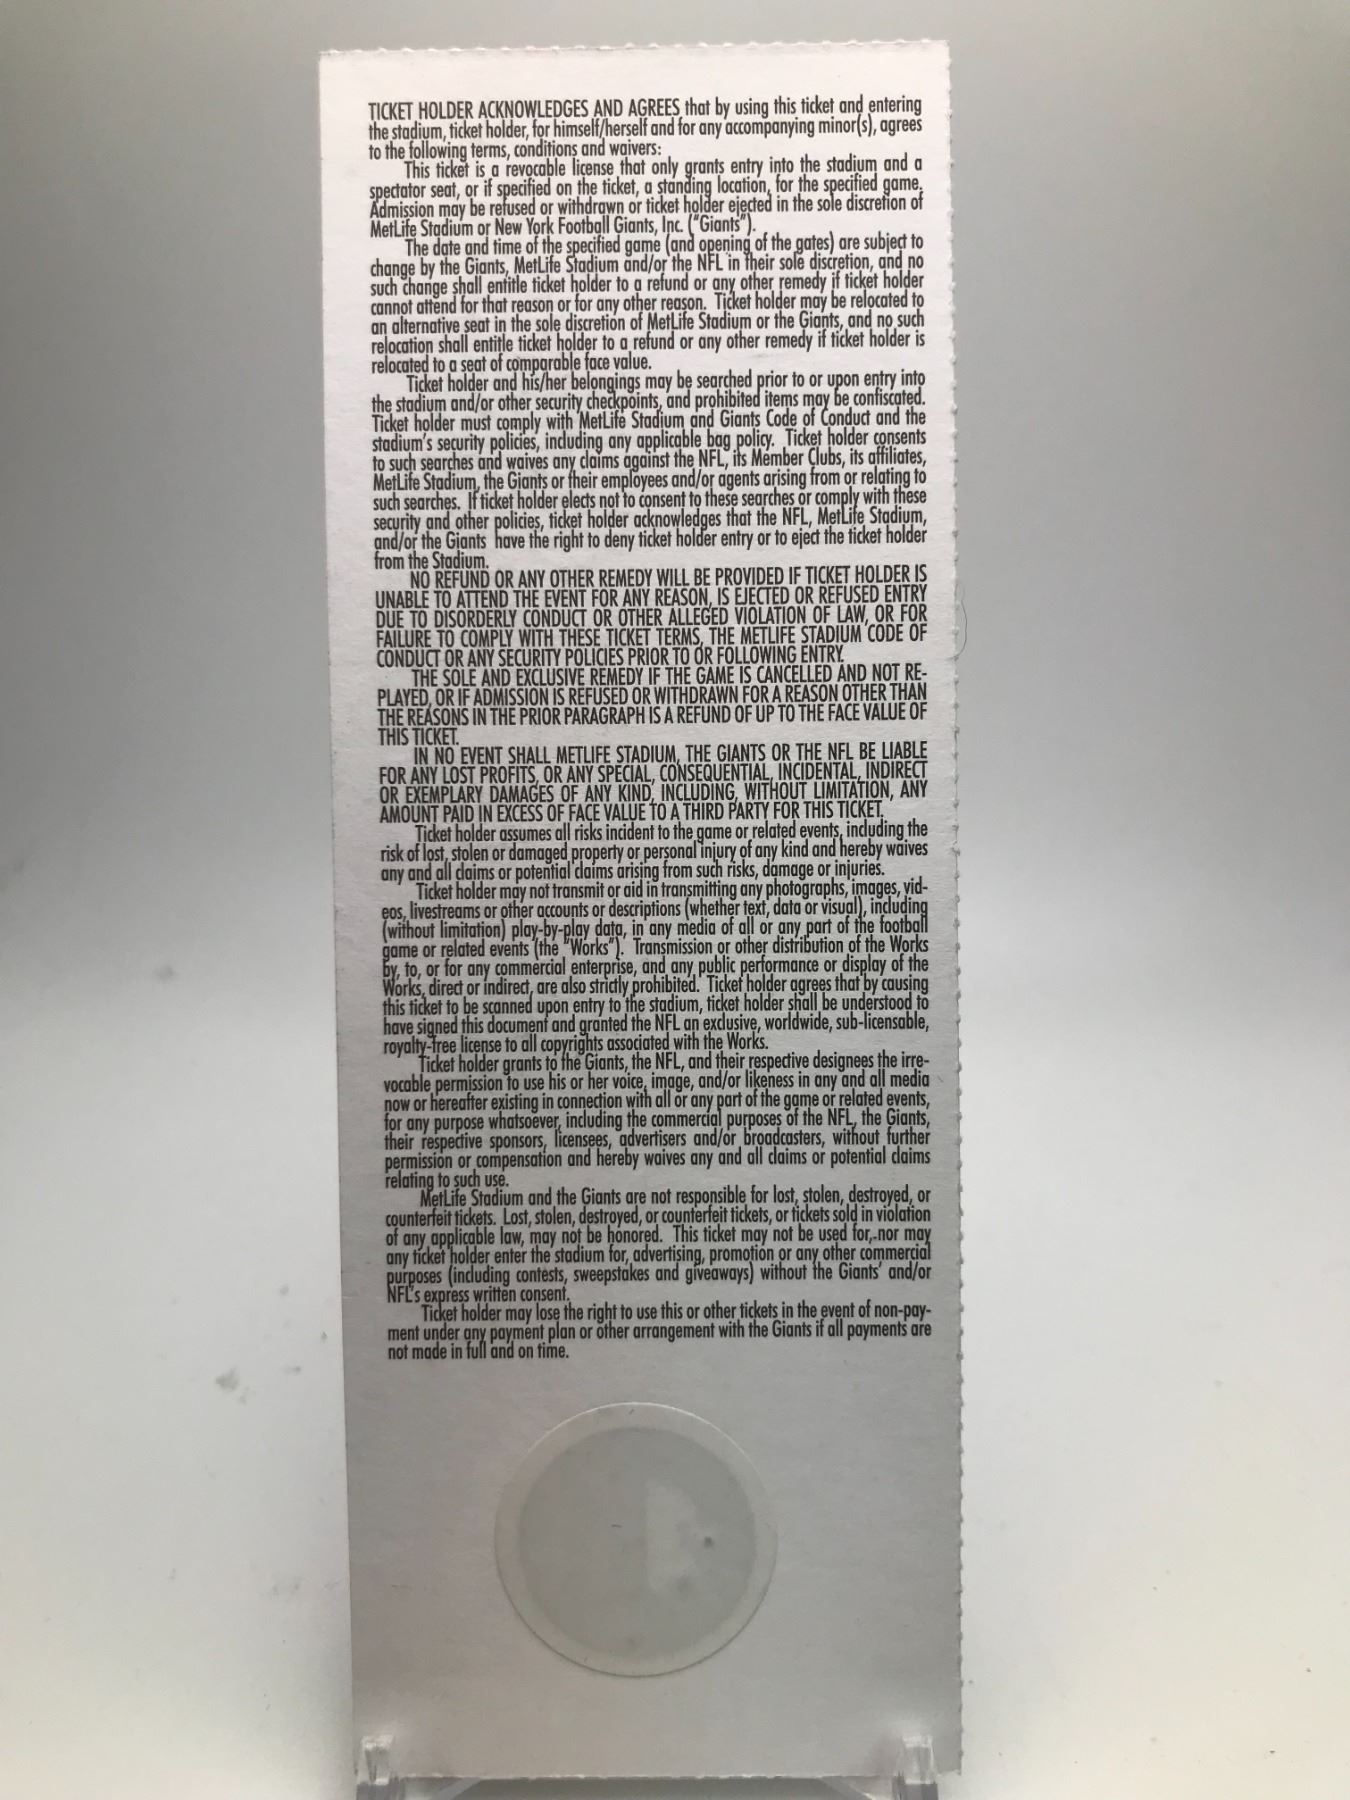 TICKET HOLDER ACKNOWLEDGES AND AGREES that by using this ticket and entering
the stadium, ticket holder, for himself/herself and for any accompanying minor(s), agrees
to the following terms, conditions and waivers:
This ticket is a revocable license that only grants entry into the stadium and a
spectator seat, or if specified on the ticket, a standing location, for the specified game.
Admission may be refused or withdrawn or ticket holder ejected in the sole discretion of
MetLife Stadium or New York Football Giants, Inc. ("Giants").
The date and time of the specified game (and opening of the gates) are subject to
change by the Giants, MetLife Stadium and/or the NFL in their sole discretion, and no
such change shall entitle ticket holder to a refund or any other remedy if ticket holder
cannot attend for that reason or for any other reason. Ticket holder may be relocated to
an alternative seat in the sole discretion of MetLife Stadium or the Giants, and no such
relocation shall entitle ticket holder to a refund or any other remedy if ticket holder is
relocated to a seat of comparable face value.
Ticket holder and his/her belongings may be searched prior to or upon entry into
the stadium and/or other security checkpoints, and prohibited items may be confiscated.
Ticket holder must comply with MetLife Stadium and Giants Code of Conduct and the
stadium's security policies, including any applicable bag policy. Ticket holder consents
to such searches and waives any claims against the NFL, its Member Clubs, its affiliates,
MetLife Stadium, the Giants or their employees and/or agents arising from or relating to
such searches. If ticket holder elects not to consent to these searches or comply with these
security and other policies, ticket holder acknowledges that the NFL, MetLife Stadium,
and/or the Giants have the right to deny ticket holder entry or to eject the ticket holder
from the Stadium.
NO REFUND OR ANY OTHER REMEDY WILL BE PROVIDED IF TICKET HOLDER IS
UNABLE TO ATTEND THE EVENT FOR ANY REASON, IS EJECTED OR REFUSED ENTRY
DUE TO DISORDERLY CONDUCT OR OTHER ALLEGED VIOLATION OF LAW, OR FOR
FAILURE TO COMPLY WITH THESE TICKET TERMS, THE METLIFE STADIUM CODE OF
CONDUCT OR ANY SECURITY POLICIES PRIOR TO OR FOLLOWING ENTRY.
THE SOLE AND EXCLUSIVE REMEDY IF THE GAME IS CANCELLED AND NOT RE-
PLAYED, OR IF ADMISSION IS REFUSED OR WITHDRAWN FOR A REASON OTHER THAN
THE REASONS IN THE PRIOR PARAGRAPH IS A REFUND OF UP TO THE FACE VALUE OF
THIS TICKET.
IN NO EVENT SHALL METLIFE STADIUM, THE GIANTS OR THE NFL BE LIABLE
FOR ANY LOST PROFITS, OR ANY SPECIAL, CONSEQUENTIAL, INCIDENTAL, INDIRECT
OR EXEMPLARY DAMAGES OF ANY KIND, INCLUDING, WITHOUT LIMITATION, ANY
AMOUNT PAID IN EXCESS OF FACE VALUE TO A THIRD PARTY FOR THIS TICKET.
Ticket holder assumes all risks incident to the game or related events, including the
risk of lost, stolen or damaged property or personal injury of any kind and hereby waives
any and all claims or potential claims arising from such risks, damage or injuries.
Ticket holder may not transmit or aid in transmitting any photographs, images, vid-
eos, livestreams or other accounts or descriptions (whether text, data or visual), including
(without limitation) play-by-play data, in any media of all or any part of the football
game or related events (the "Works"). Transmission or other distribution of the Works
by, to, or for any commercial enterprise, and any public performance or display of the
Works, direct or indirect, are also strictly prohibited. Ticket holder agrees that by causing
this ticket to be scanned upon entry to the stadium, ticket holder shall be understood to
have signed this document and granted the NFL an exclusive, worldwide, sub-licensable,
royalty-free license to all copyrights associated with the Works.
Ticket holder grants to the Giants, the NFL, and their respective designees the irre-
vocable permission to use his or her voice, image, and/or likeness in any and all media
now or hereafter existing in connection with all or any part of the game or related events,
for any purpose whatsoever, including the commercial purposes of the NFL, the Giants,
their respective sponsors, licensees, advertisers and/or broadcasters, without further
permission or compensation and hereby waives any and all claims or potential claims
relating to such use.
MetLife Stadium and the Giants are not responsible for lost, stolen, destroyed, or
counterfeit tickets. Lost, stolen, destroyed, or counterfeit tickets, or tickets sold in violation
of any applicable law, may not be honored. This ticket may not be used for, nor may
any ticket holder enter the stadium for, advertising, promotion or any other commercial
purposes (including contests, sweepstakes and giveaways) without the Giants' and/or
NFL's express written consent.
Ticket holder may lose the right to use this or other tickets in the event of non-pay-
ment under any payment plan or other arrangement with the Giants if all payments are
not made in full and on time.